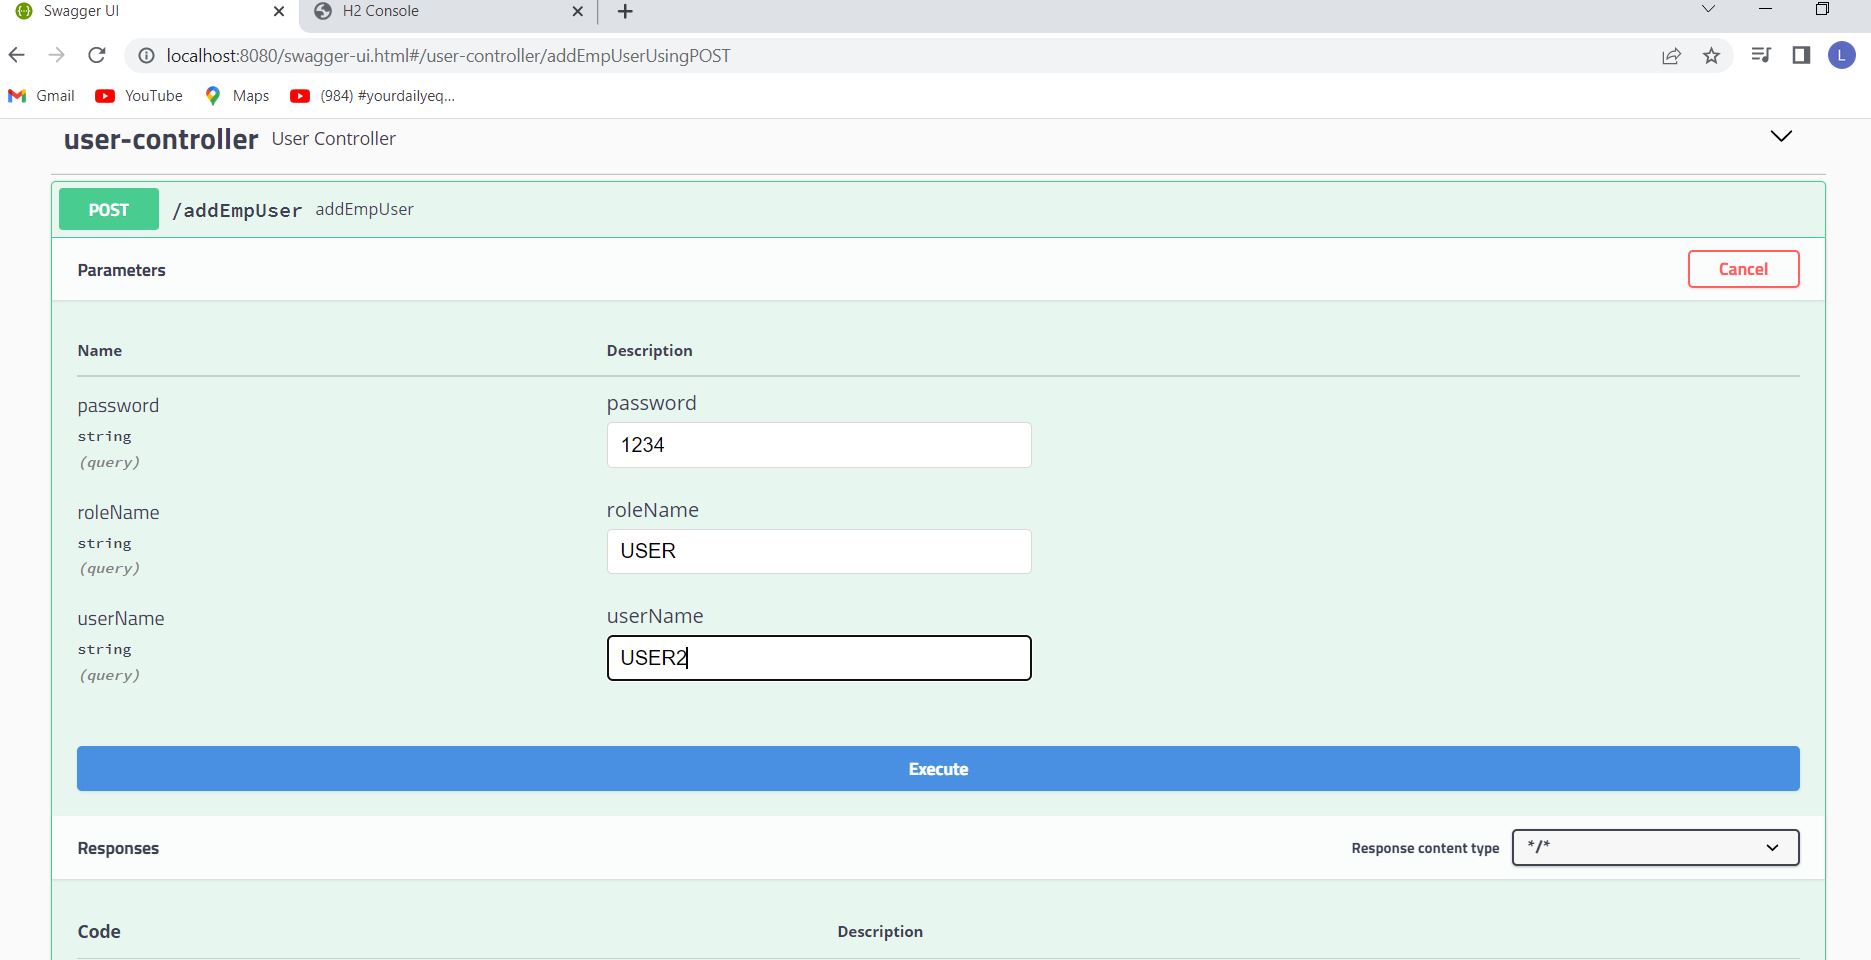 Swagger UI
H2 Console
localhost:8080/swagger-ui.html#/user-controller/addEmpUserUsingPOST
L
Gmail
YouTube
Maps
(984) #yourdailyeq...
user-controller User Controller
POST /addEmpUser addEmpUser
Parameters
Cancel
Name Description
password
string
(query)
password
1234
roleName
string
(query)
roleName
USER
userName
string
(query)
userName
USER2
Execute
Responses
Response content type */*
Code Description